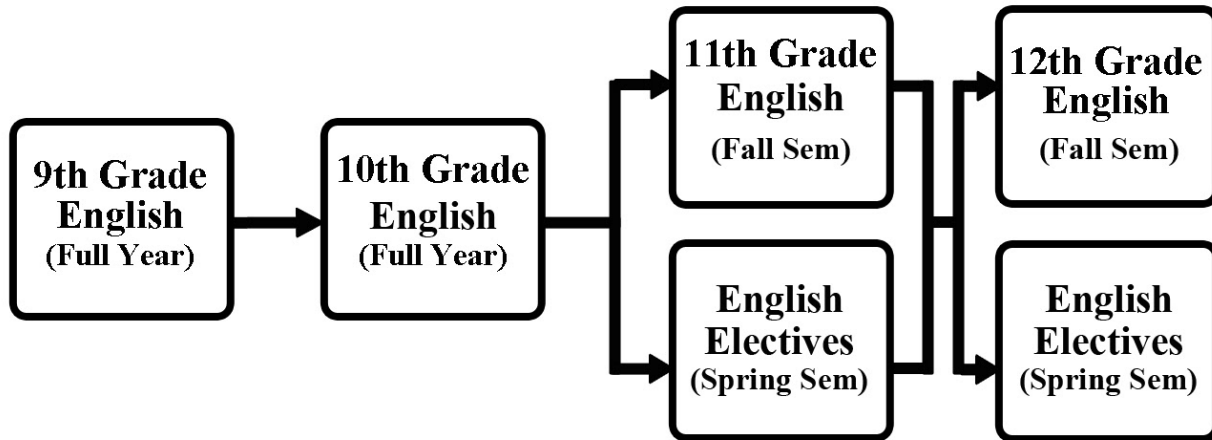 9th Grade
English
(Full Year)
10th Grade
English
(Full Year)
11th Grade
English
(Fall Sem)
English
Electives
(Spring Sem)
12th Grade
English
(Fall Sem)
English
Electives
(Spring Sem)